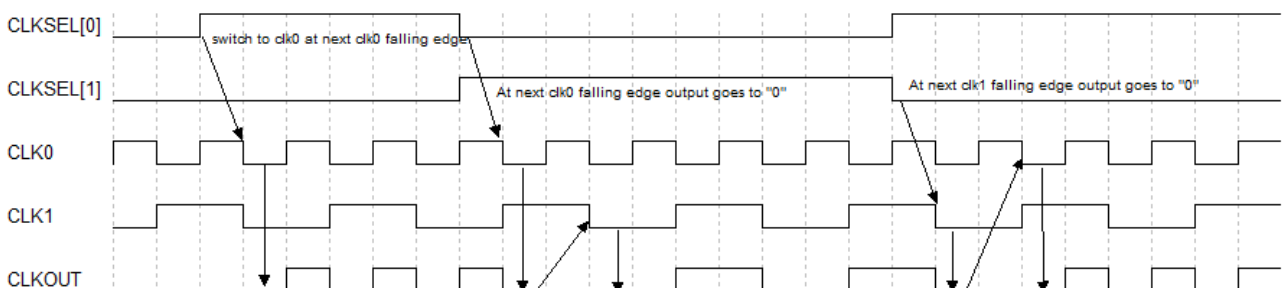 CLKSEL[0]
switch to clk0 at next clk0 falling edge
CLKSEL[1]
At next clk0 falling edge output goes to "0"
At next clk1 falling edge output goes to "0"
CLK0
CLK1
CLKOUT